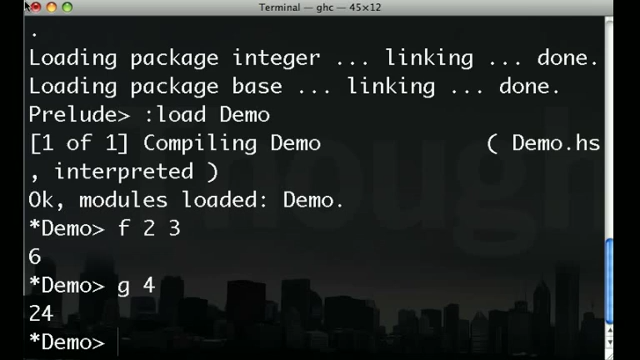 Terminal — ghc — 45×12
.
Loading package integer ... linking ... done.
Loading package base ... linking ... done.
Prelude> :load Demo
[1 of 1] Compiling Demo ( Demo.hs
, interpreted )
Ok, modules loaded: Demo.
*Demo> f 2 3
6
*Demo> g 4
24
*Demo>